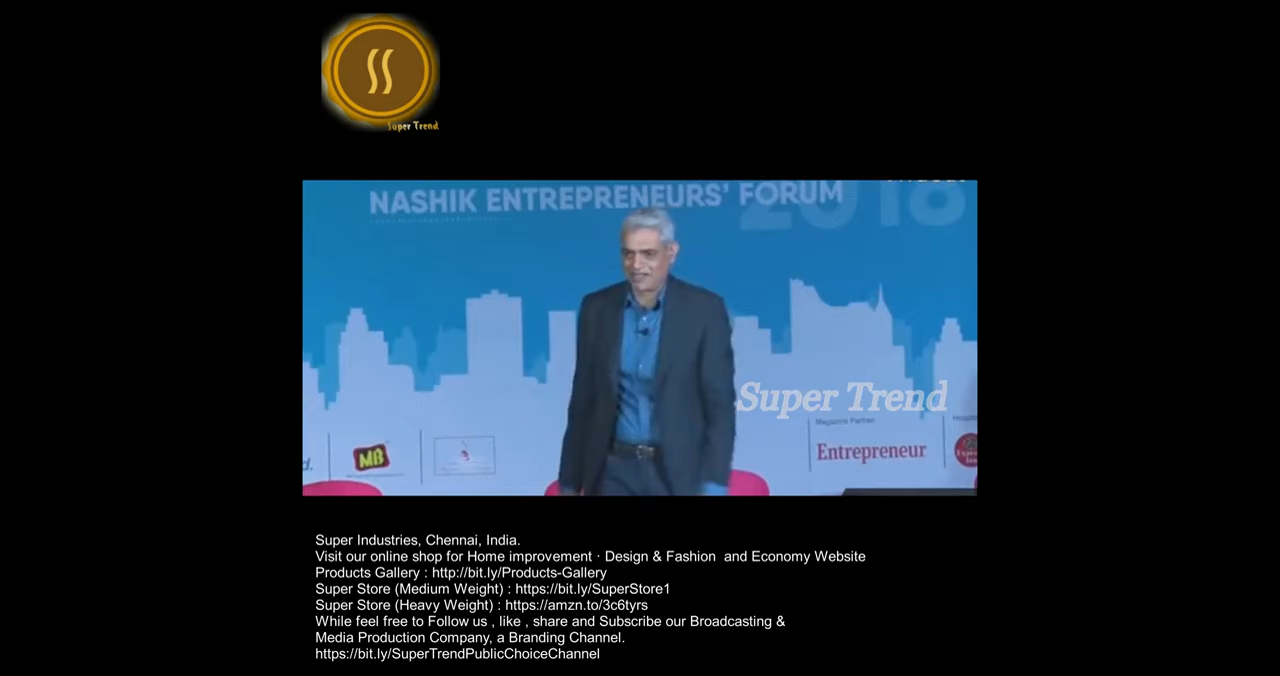 Super Trend
NASHIK ENTREPRENEURS' FORUM
2018
Super Trend
Magazine Partner
MB
Entrepreneur
Super Industries, Chennai, India.
Visit our online shop for Home improvement · Design & Fashion and Economy Website
Products Gallery : http://bit.ly/Products-Gallery
Super Store (Medium Weight) : https://bit.ly/SuperStore1
Super Store (Heavy Weight) : https://amzn.to/3c6tyrs
While feel free to Follow us , like , share and Subscribe our Broadcasting &
Media Production Company, a Branding Channel.
https://bit.ly/SuperTrendPublicChoiceChannel